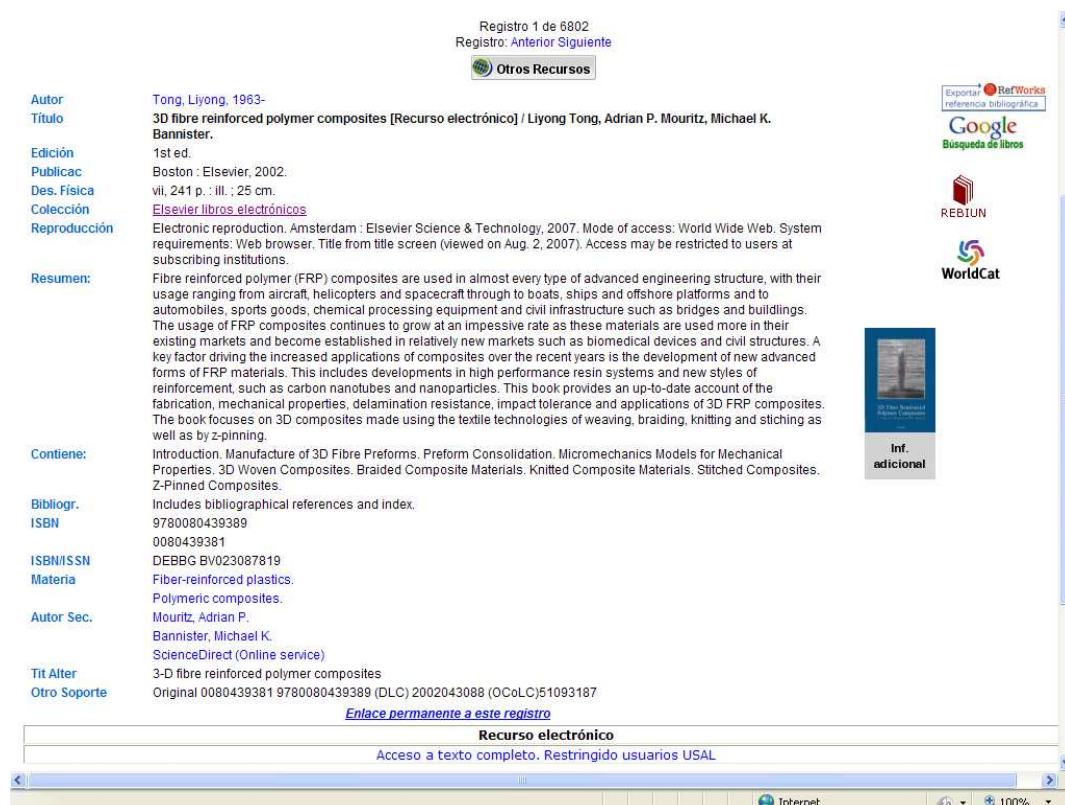 Registro 1 de 6802
Registro: Anterior Siguiente
Otros Recursos
Autor Tong, Liyong, 1963-
Título 3D fibre reinforced polymer composites [Recurso electrónico] / Liyong Tong, Adrian P. Mouritz, Michael K.
Bannister.
Edición 1st ed.
Publicac Boston : Elsevier, 2002.
Des. Física vii, 241 p. : ill. ; 25 cm.
Colección Elsevier libros electrónicos
Reproducción Electronic reproduction. Amsterdam : Elsevier Science & Technology, 2007. Mode of access: World Wide Web. System
requirements: Web browser. Title from title screen (viewed on Aug. 2, 2007). Access may be restricted to users at
subscribing institutions.
Resumen: Fibre reinforced polymer (FRP) composites are used in almost every type of advanced engineering structure, with their
usage ranging from aircraft, helicopters and spacecraft through to boats, ships and offshore platforms and to
automobiles, sports goods, chemical processing equipment and civil infrastructure such as bridges and buildlings.
The usage of FRP composites continues to grow at an impressive rate as these materials are used more in their
existing markets and become established in relatively new markets such as biomedical devices and civil structures. A
key factor driving the increased applications of composites over the recent years is the development of new advanced
forms of FRP materials. This includes developments in high performance resin systems and new styles of
reinforcement, such as carbon nanotubes and nanoparticles. This book provides an up-to-date account of the
fabrication, mechanical properties, delamination resistance, impact tolerance and applications of 3D FRP composites.
The book focuses on 3D composites made using the textile technologies of weaving, braiding, knitting and stiching as
well as by z-pinning.
Contiene: Introduction. Manufacture of 3D Fibre Preforms. Preform Consolidation. Micromechanics Models for Mechanical
Properties. 3D Woven Composites. Braided Composite Materials. Knitted Composite Materials. Stitched Composites.
Z-Pinned Composites.
Bibliogr. Includes bibliographical references and index.
ISBN 9780080439389
0080439381
ISBN/ISSN DEBBG BV023087819
Materia Fiber-reinforced plastics.
Polymeric composites.
Autor Sec. Mouritz, Adrian P.
Bannister, Michael K.
ScienceDirect (Online service)
Tit Alter 3-D fibre reinforced polymer composites
Otro Soporte Original 0080439381 9780080439389 (DLC) 2002043088 (OCoLC)51093187
Enlace permanente a este registro
Recurso electrónico
Acceso a texto completo. Restringido usuarios USAL
Exportar RefWorks
referencia bibliográfica
Google
Búsqueda de libros
REBIUN
WorldCat
3D Fibre Reinforced
Polymer Composites
Inf.
adicional
Internet
100%